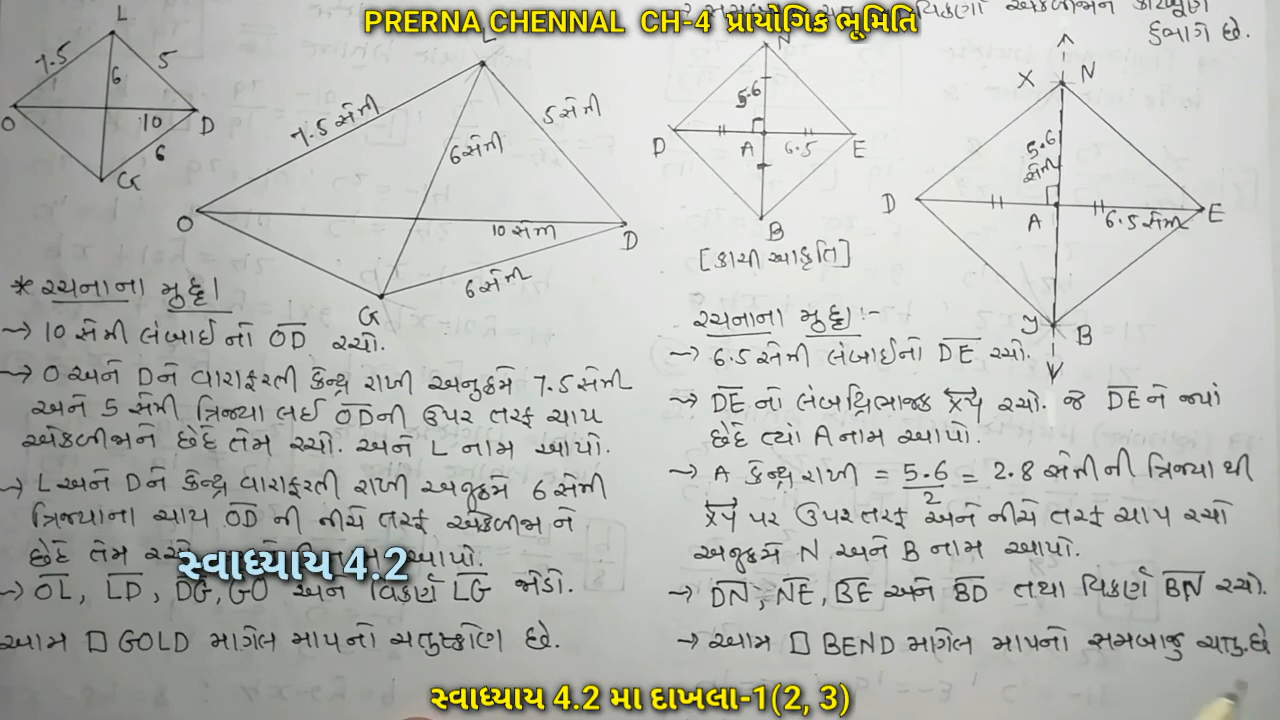 PRERNA CHENNAL CH-4 પ્રાયોગિક ભૂમિતિ
વિકર્ણો એકબીજાને કાટખૂણે
દુભાગે છે.
L
7.5
5
6
O
10
D
6
G
L
7.5 સેમી
5 સેમી
6 સેમી
O
10 સેમી
D
6 સેમી
G
* રચનાના મુદ્દા
→ 10 સેમી લંબાઈ નો OD રચો.
→ O અને D ને વારાફરતી કેન્દ્ર રાખી અનુક્રમે 7.5 સેમી
અને 5 સેમી ત્રિજ્યા લઈ OD ની ઉપર તરફ ચાપ
એકબીજાને છેદે તેમ રચો. અને L નામ આપો.
→ L અને D ને કેન્દ્ર વારાફરતી રાખી અનુક્રમે 6 સેમી
ત્રિજ્યાના ચાપ OD ની નીચે તરફ એકબીજા ને
છેદે તેમ આપો.
સ્વાધ્યાય 4.2
→ OL, LD, DG, GO અને વિકર્ણ LG જોડો.
આમ □ GOLD માગેલ માપનો ચતુષ્કોણ છે.
N
5.6
D
A
6.5
E
B
[કાચી આકૃતિ]
X
N
5.6
સેમી
D
A
6.5 સેમી
E
Y
B
રચનાના મુદ્દા :-
→ 6.5 સેમી લંબાઈનો DE રચો.
→ DE નો લંબદ્વિભાજક XY રચો. જે DE ને જ્યાં
છેદે ત્યાં A નામ આપો.
→ A કેન્દ્ર રાખી = 5.6/2 = 2.8 સેમી ની ત્રિજ્યા થી
XY પર ઉપર તરફ અને નીચે તરફ ચાપ રચો
અનુક્રમે N અને B નામ આપો.
→ DN, NE, BE અને BD તથા વિકર્ણ BN રચો.
→ આમ □ BEND માગેલ માપનો સમબાજુ ચતુ. છે
સ્વાધ્યાય 4.2 મા દાખલા-1(2, 3)